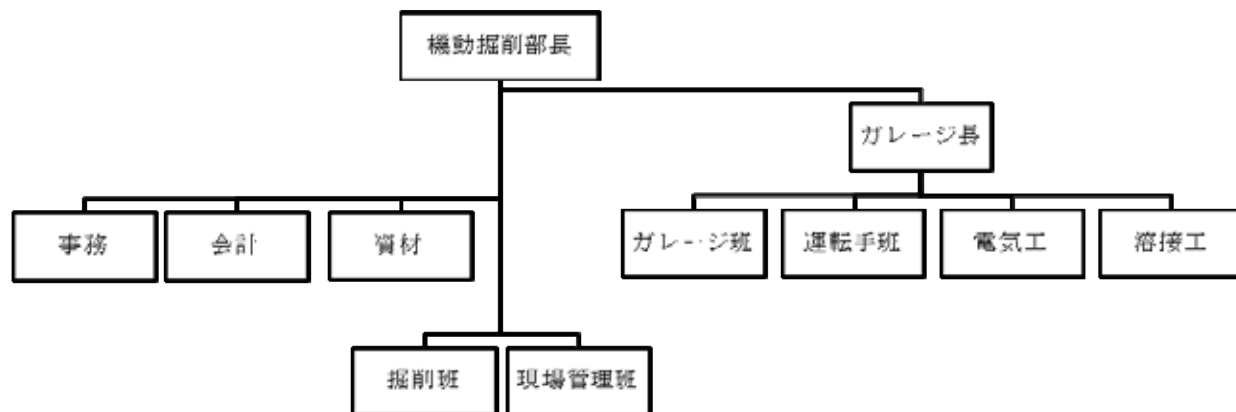 機動掘削部長
ガレージ長
事務
会計
資材
ガレージ班
運転手班
電気工
溶接工
掘削班
現場管理班